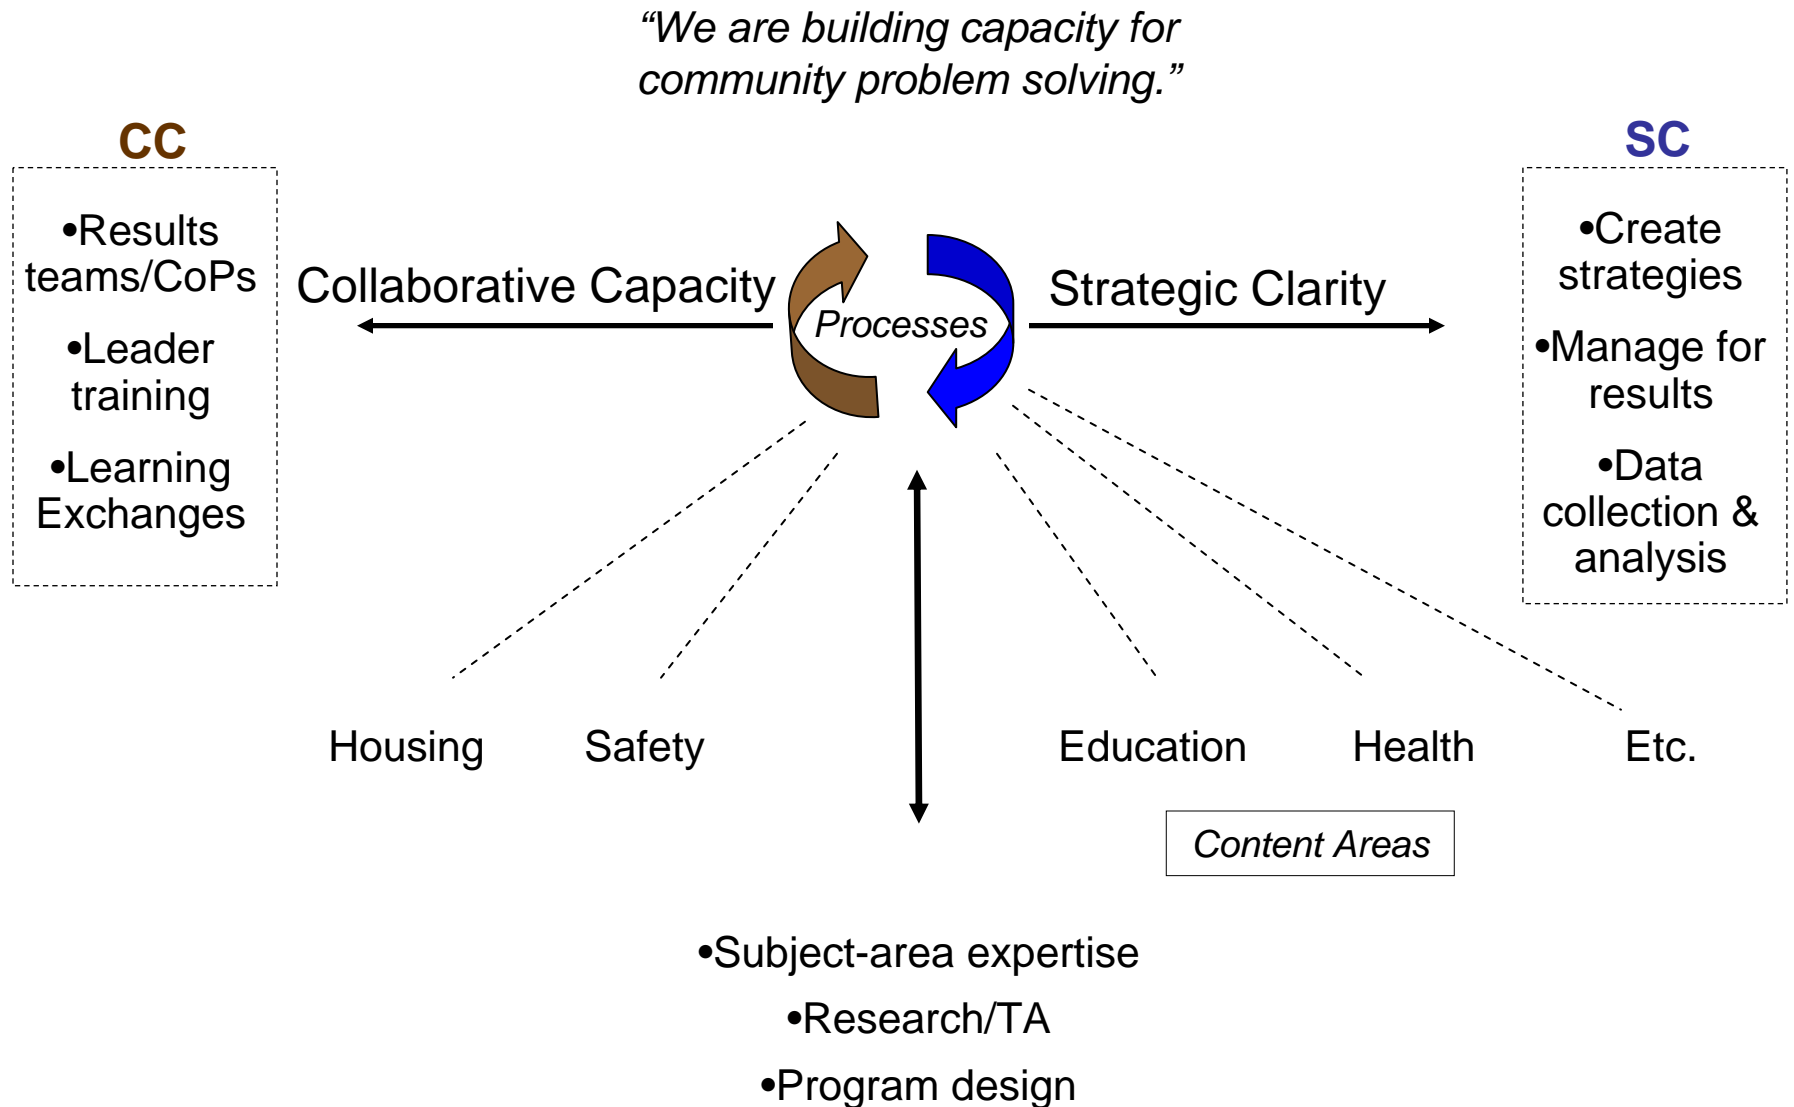 “We are building capacity for
community problem solving.”
CC
•Results
teams/CoPs
•Leader
training
•Learning
Exchanges
Collaborative Capacity
Processes
Strategic Clarity
SC
•Create
strategies
•Manage for
results
•Data
collection &
analysis
Housing
Safety
Education
Health
Etc.
Content Areas
•Subject-area expertise
•Research/TA
•Program design